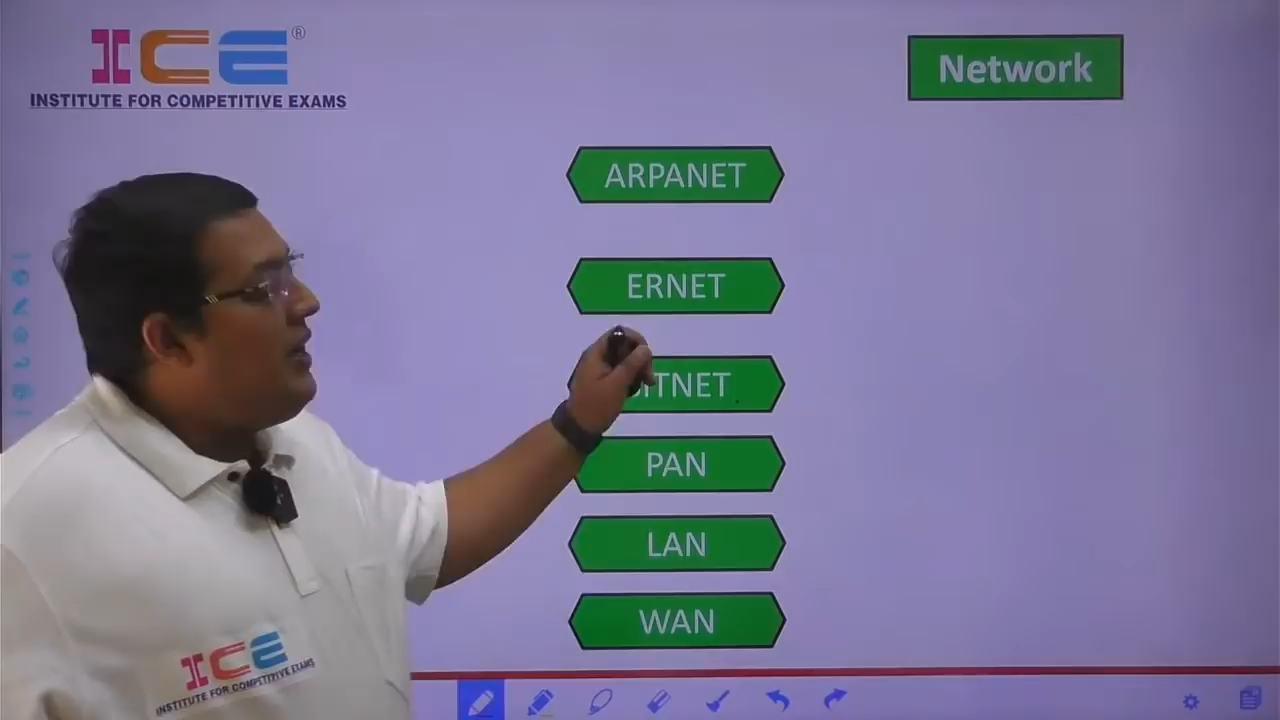 ICE®
INSTITUTE FOR COMPETITIVE EXAMS
Network
ARPANET
ERNET
PAN
LAN
WAN
ICE
INSTITUTE FOR COMPETITIVE EXAMS